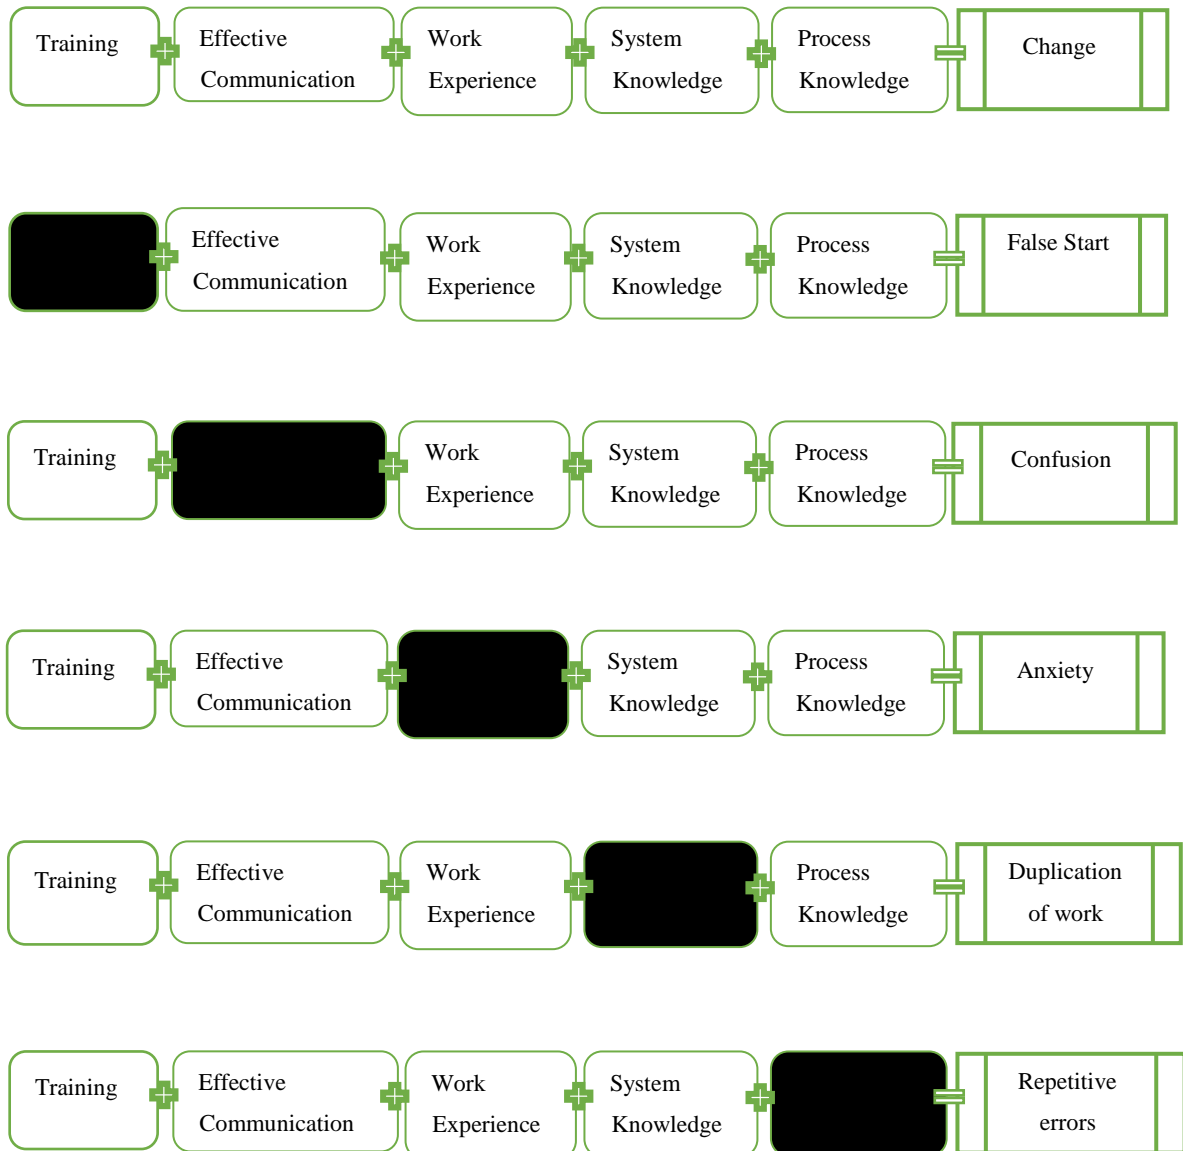 Training
Effective
Communication
Work
Experience
System
Knowledge
Process
Knowledge
Change
Effective
Communication
Work
Experience
System
Knowledge
Process
Knowledge
False Start
Training
Work
Experience
System
Knowledge
Process
Knowledge
Confusion
Training
Effective
Communication
System
Knowledge
Process
Knowledge
Anxiety
Training
Effective
Communication
Work
Experience
Process
Knowledge
Duplication
of work
Training
Effective
Communication
Work
Experience
System
Knowledge
Repetitive
errors